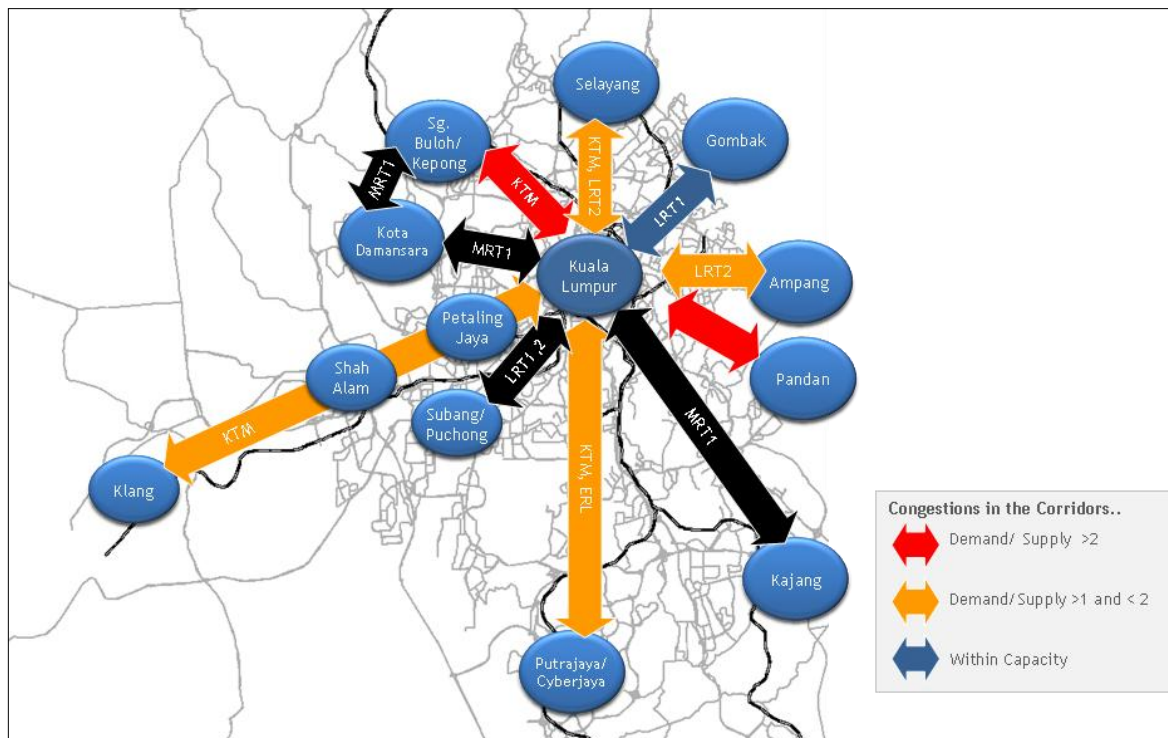 Selayang
Sg.
Buloh/
Kepong
Gombak
KTM, LRT2
MRT1
KTM
LRT1
Kota
Damansara
MRT1
Kuala
Lumpur
LRT2
Ampang
Petaling
Jaya
Shah
Alam
LRT1 ,2
Pandan
Subang/
Puchong
MRT1
KTM
KTM, ERL
Klang
Kajang
Putrajaya/
Cyberjaya
Congestions in the Corridors..
Demand/ Supply >2
Demand/Supply >1 and < 2
Within Capacity